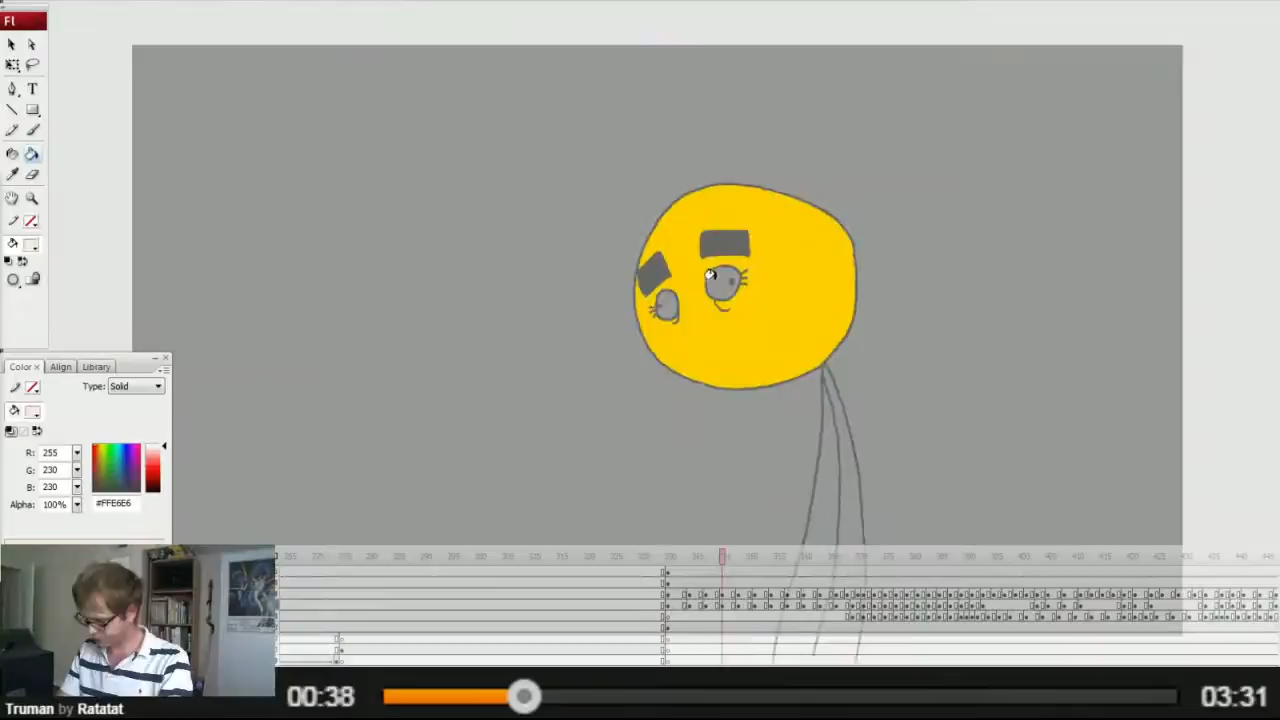 Fl
T
Color × Align Library
Type: Solid
R: 255
G: 230
B: 230
Alpha: 100% #FFE6E6
00:38 03:31
Truman by Ratatat